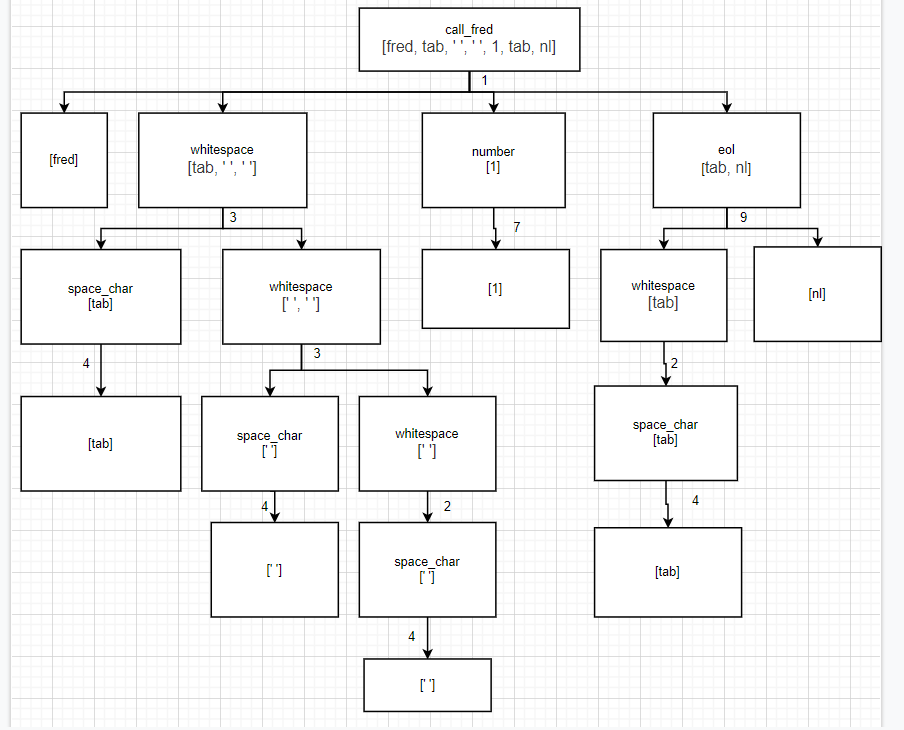 call_fred
[fred, tab, ' ', ' ', 1, tab, nl]
1
[fred]
whitespace
[tab, ' ', ' ']
number
[1]
eol
[tab, nl]
3
7
9
space_char
[tab]
whitespace
[' ', ' ']
[1]
whitespace
[tab]
[nl]
4
3
2
[tab]
space_char
[' ']
whitespace
[' ']
space_char
[tab]
4
2
4
[' ']
space_char
[' ']
[tab]
4
[' ']